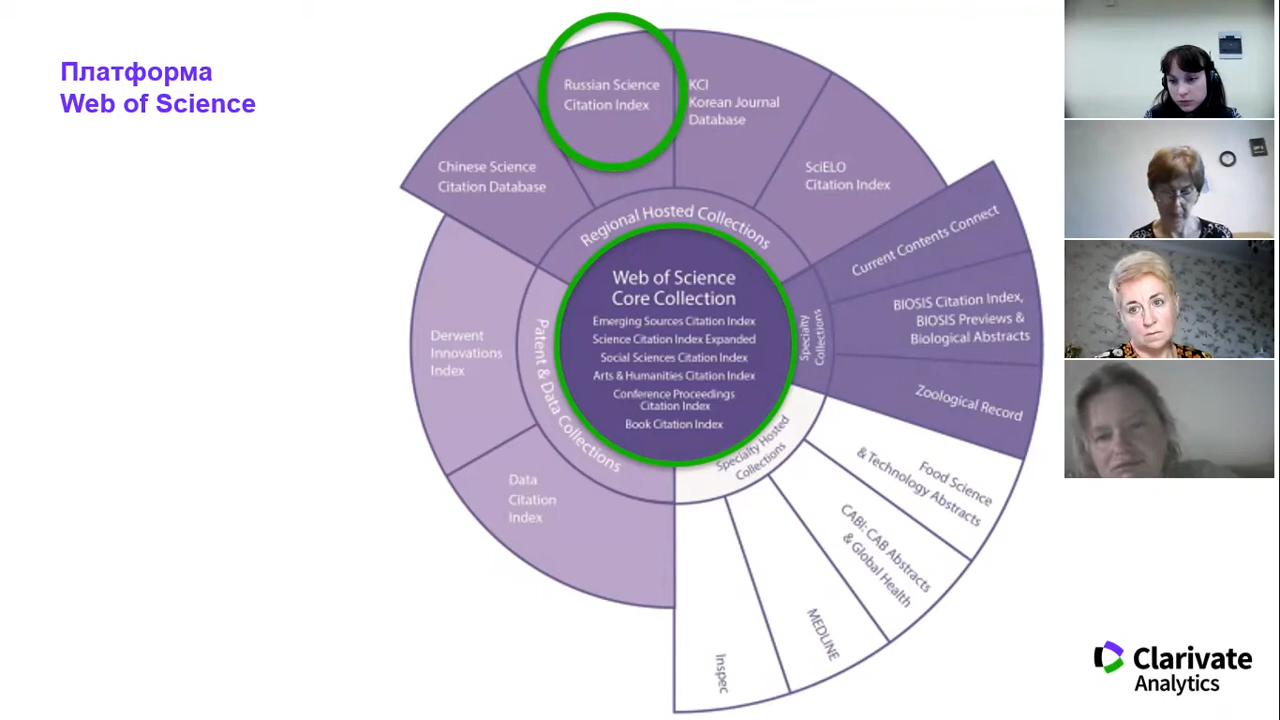 Платформа
Web of Science
Russian Science
Citation Index
KCI
Korean Journal
Database
Chinese Science
Citation Database
SciELO
Citation Index
Regional Hosted Collections
Current Contents Connect
BIOSIS Citation Index,
BIOSIS Previews &
Biological Abstracts
Zoological Record
Specialty
Collections
Web of Science
Core Collection
Emerging Sources Citation Index
Science Citation Index Expanded
Social Sciences Citation Index
Arts & Humanities Citation Index
Conference Proceedings
Citation Index
Book Citation Index
Derwent
Innovations
Index
Patent & Data Collections
Data
Citation
Index
Specialty Hosted
Collections
Food Science
& Technology Abstracts
CABI: CAB Abstracts
& Global Health
MEDLINE
Inspec
Clarivate
Analytics